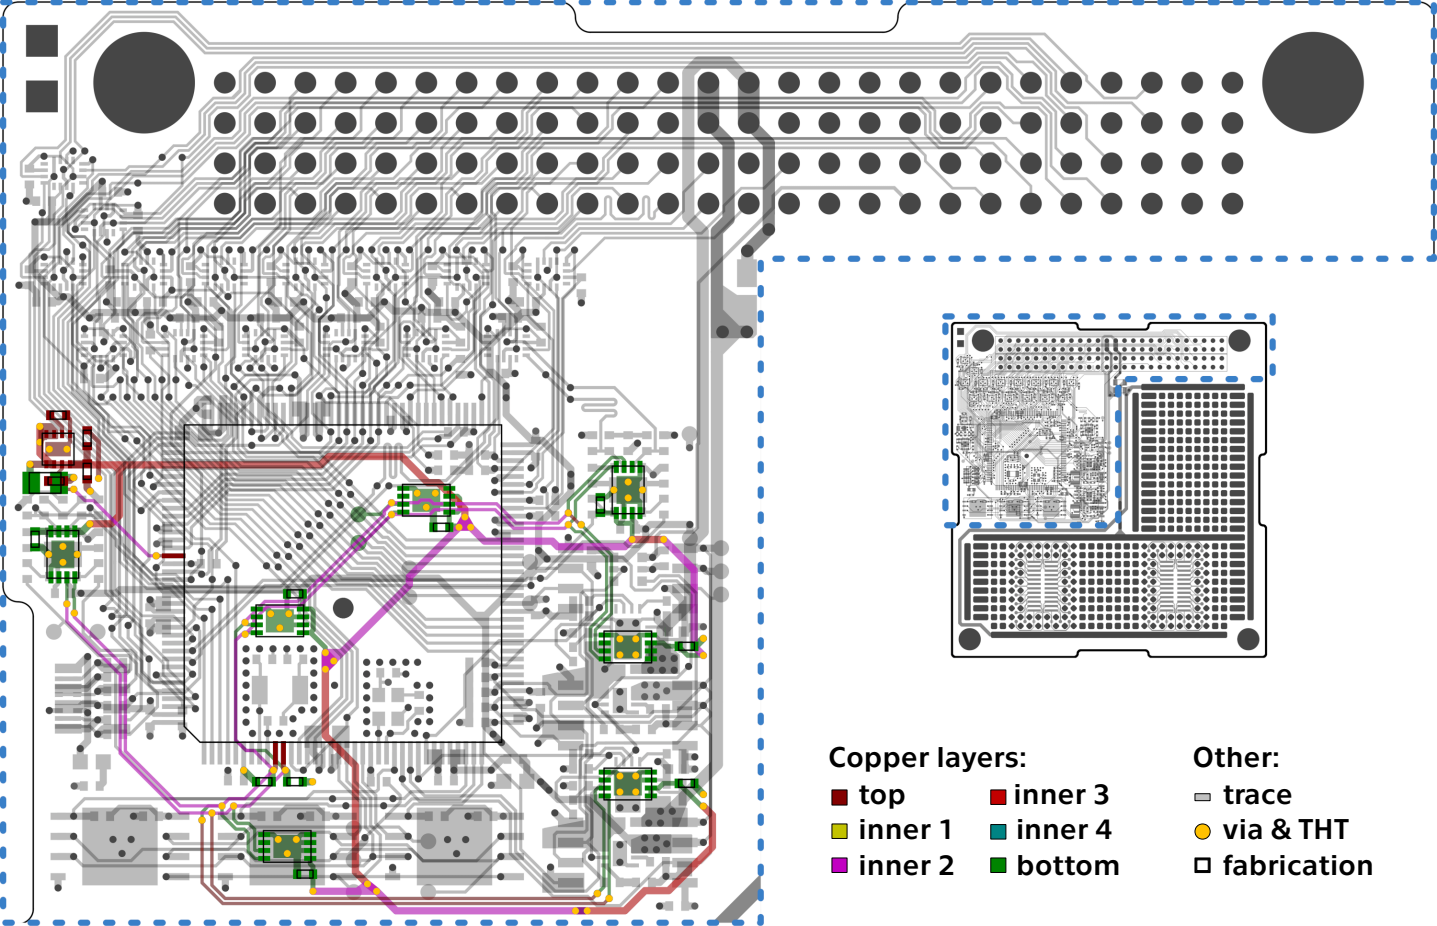 Copper layers:
top
inner 1
inner 2
inner 3
inner 4
bottom
Other:
trace
via & THT
fabrication